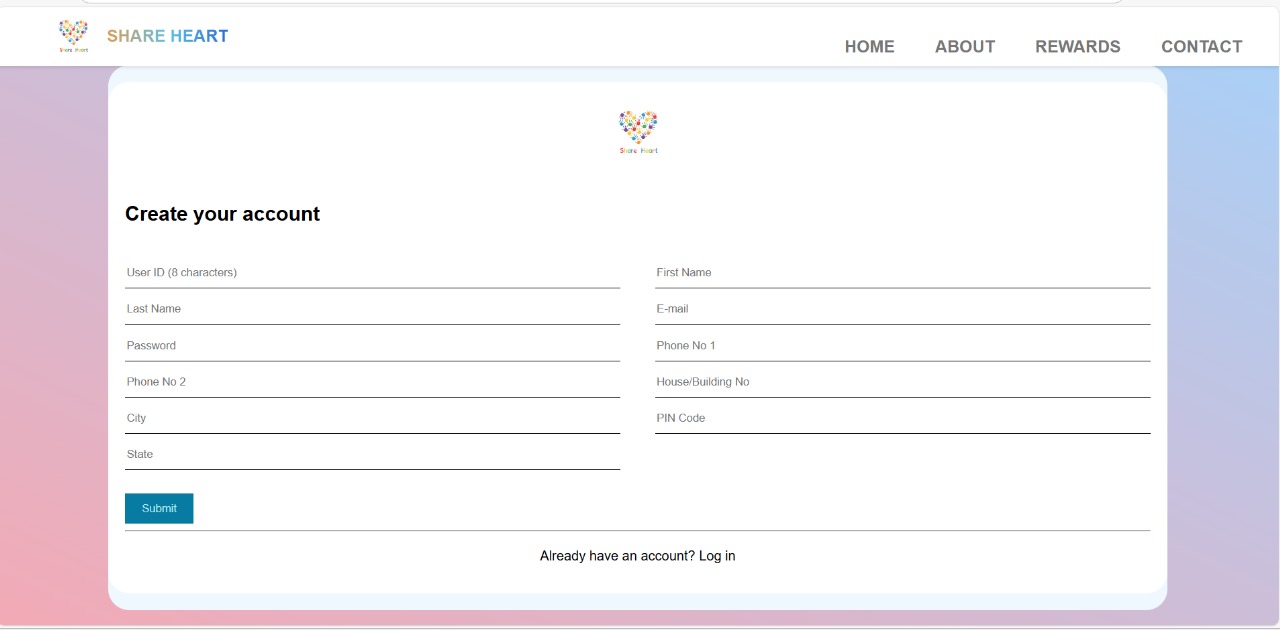 Share Heart
SHARE HEART
HOME ABOUT REWARDS CONTACT
Share Heart
Create your account
User ID (8 characters) First Name
Last Name E-mail
Password Phone No 1
Phone No 2 House/Building No
City PIN Code
State
Submit
Already have an account? Log in